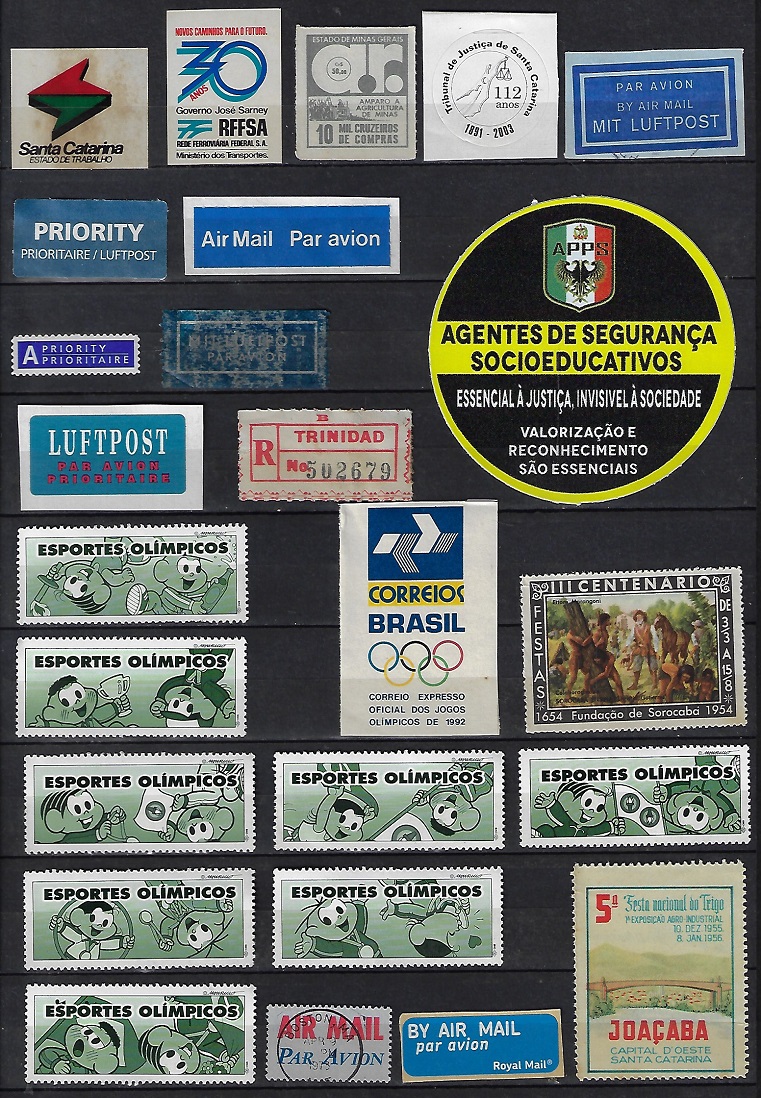 Santa Catarina
ESTADO DE TRABALHO
NOVOS CAMINHOS PARA O FUTURO.
30
ANOS
Governo José Sarney
RFFSA
REDE FERROVIÁRIA FEDERAL S.A.
Ministério dos Transportes.
ESTADO DE MINAS GERAIS
ar.
AMPARO A
AGRICULTURA
DE MINAS
10 MIL CRUZEIROS
DE COMPRAS
Tribunal de Justiça de Santa Catarina
112
anos
1891 - 2003
PAR AVION
BY AIR MAIL
MIT LUFTPOST
PRIORITY
PRIORITAIRE / LUFTPOST
Air Mail Par avion
APPS
AGENTES DE SEGURANÇA
SOCIOEDUCATIVOS
ESSENCIAL À JUSTIÇA, INVISIVEL À SOCIEDADE
VALORIZAÇÃO E
RECONHECIMENTO
SÃO ESSENCIAIS
A PRIORITY
PRIORITAIRE
MIT LUFTPOST
PAR AVION
LUFTPOST
PAR AVION
PRIORITAIRE
B
R TRINIDAD
No 502679
ESPORTES OLÍMPICOS
CORREIOS
BRASIL
CORREIO EXPRESSO
OFICIAL DOS JOGOS
OLÍMPICOS DE 1992
III CENTENARIO
FESTAS
DE 3/3 A 15/8
1654 Fundação de Sorocaba 1954
ESPORTES OLÍMPICOS
ESPORTES OLÍMPICOS
ESPORTES OLÍMPICOS
ESPORTES OLÍMPICOS
ESPORTES OLÍMPICOS
ESPORTES OLÍMPICOS
ESPORTES OLÍMPICOS
5ª Festa nacional do Trigo
1ª EXPOSIÇÃO AGRO-INDUSTRIAL
10. DEZ 1955
8. JAN. 1956
JOAÇABA
CAPITAL D'OESTE
SANTA CATARINA
AIR MAIL
PAR AVION
BY AIR MAIL
par avion
Royal Mail®